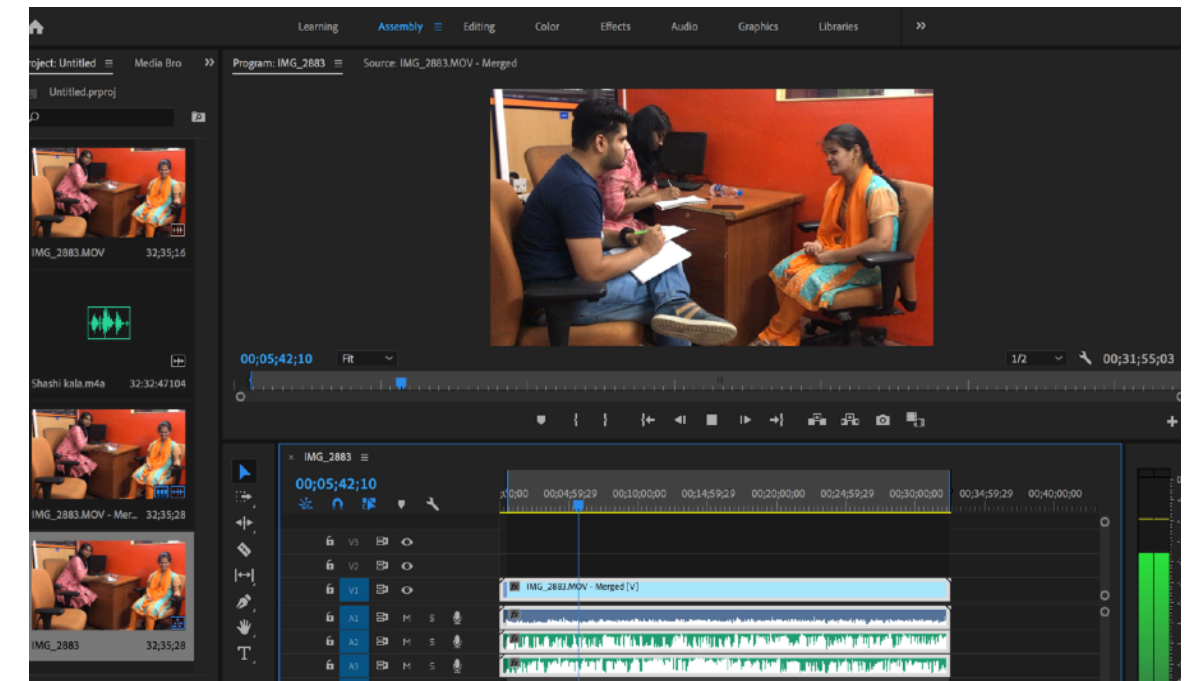 Learning Assembly Editing Color Effects Audio Graphics Libraries
roject: Untitled Media Bro Program: IMG_2883 Source: IMG_2883.MOV - Merged
Untitled.prproj
IMG_2883.MOV 32;35;16
Shashi kala.m4a 32:32:47104
IMG_2883.MOV - Mer... 32;35;28
IMG_2883 32;35;28
00;05;42;10 Fit 1/2 00;31;55;03
IMG_2883
00;05;42;10
00;04;59;29 00;10;00;00 00;14;59;29 00;20;00;00 00;24;59;29 00;30;00;00 00;34;59;29 00;40;00;00
V3
V2
V1 fx IMG_2883.MOV - Merged [V]
A1 M S
A2 M S
A3 M S